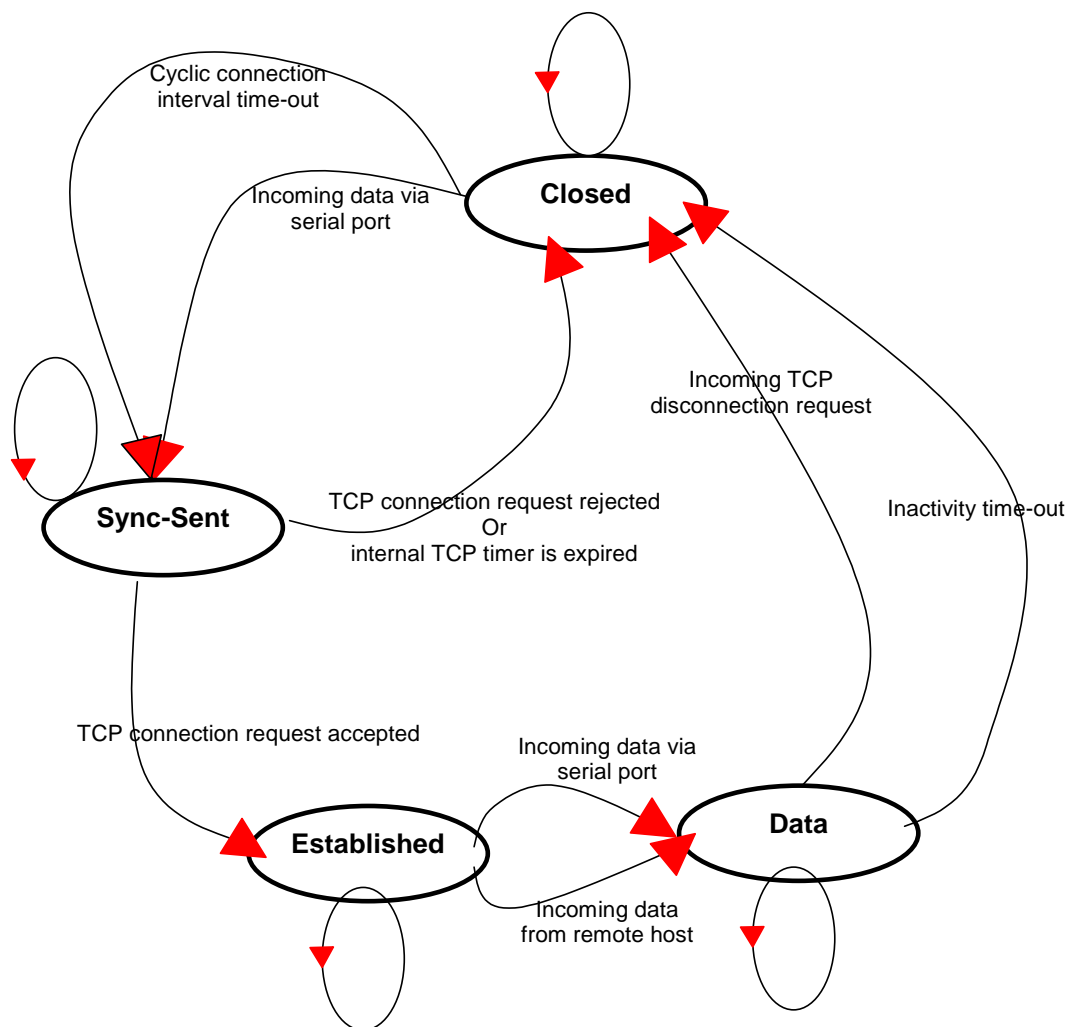 Cyclic connection
interval time-out
Closed
Incoming data via
serial port
Incoming TCP
disconnection request
Sync-Sent
TCP connection request rejected
Or
internal TCP timer is expired
Inactivity time-out
TCP connection request accepted
Incoming data via
serial port
Established
Data
Incoming data
from remote host